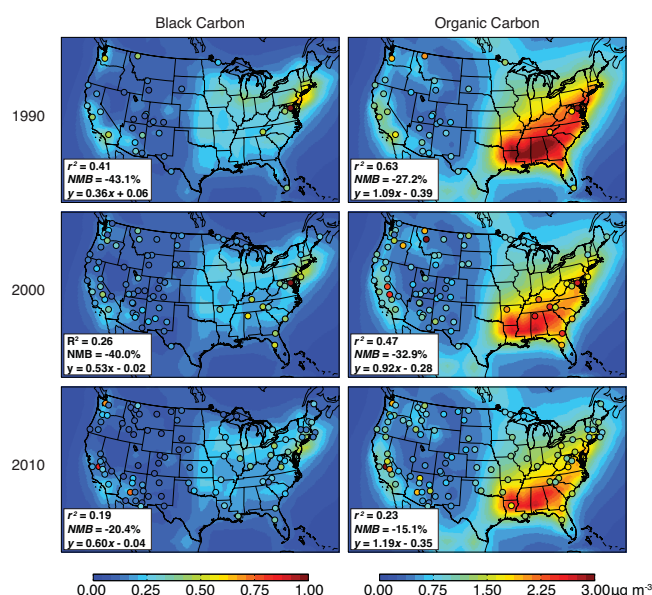 Black Carbon Organic Carbon
1990
r² = 0.41
NMB = -43.1%
y = 0.36x + 0.06
r² = 0.63
NMB = -27.2%
y = 1.09x - 0.39
2000
R² = 0.26
NMB = -40.0%
y = 0.53x - 0.02
r² = 0.47
NMB = -32.9%
y = 0.92x - 0.28
2010
r² = 0.19
NMB = -20.4%
y = 0.60x - 0.04
r² = 0.23
NMB = -15.1%
y = 1.19x - 0.35
0.00 0.25 0.50 0.75 1.00
0.00 0.75 1.50 2.25 3.00 µg m⁻³